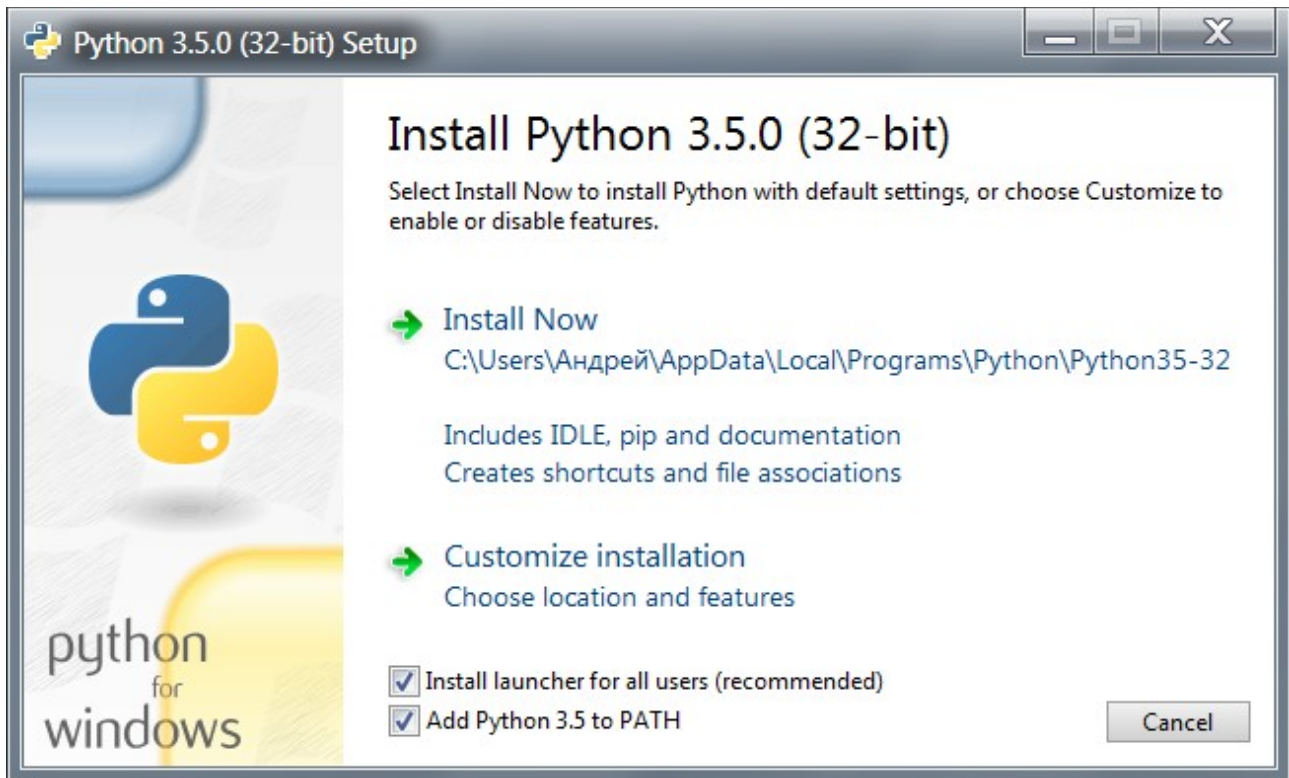 Python 3.5.0 (32-bit) Setup
Install Python 3.5.0 (32-bit)
Select Install Now to install Python with default settings, or choose Customize to
enable or disable features.
Install Now
C:\Users\Андрей\AppData\Local\Programs\Python\Python35-32
Includes IDLE, pip and documentation
Creates shortcuts and file associations
Customize installation
Choose location and features
Install launcher for all users (recommended)
Add Python 3.5 to PATH
Cancel
python
for
windows